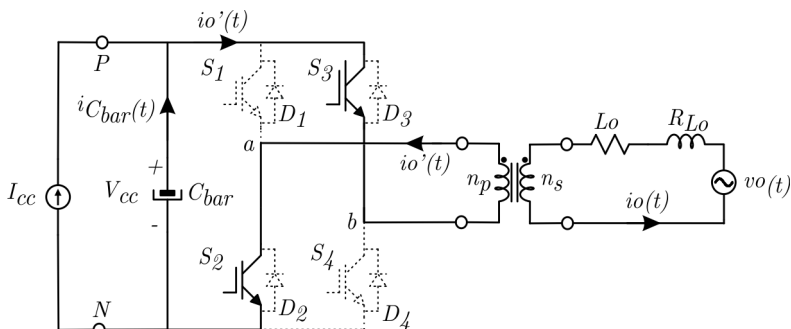 io'(t)
P
S1
S3
D1
D3
iCbar(t)
a
io'(t)
Lo
RLo
+
Vcc
Cbar
Icc
np
ns
vo(t)
-
b
io(t)
S2
S4
N
D2
D4